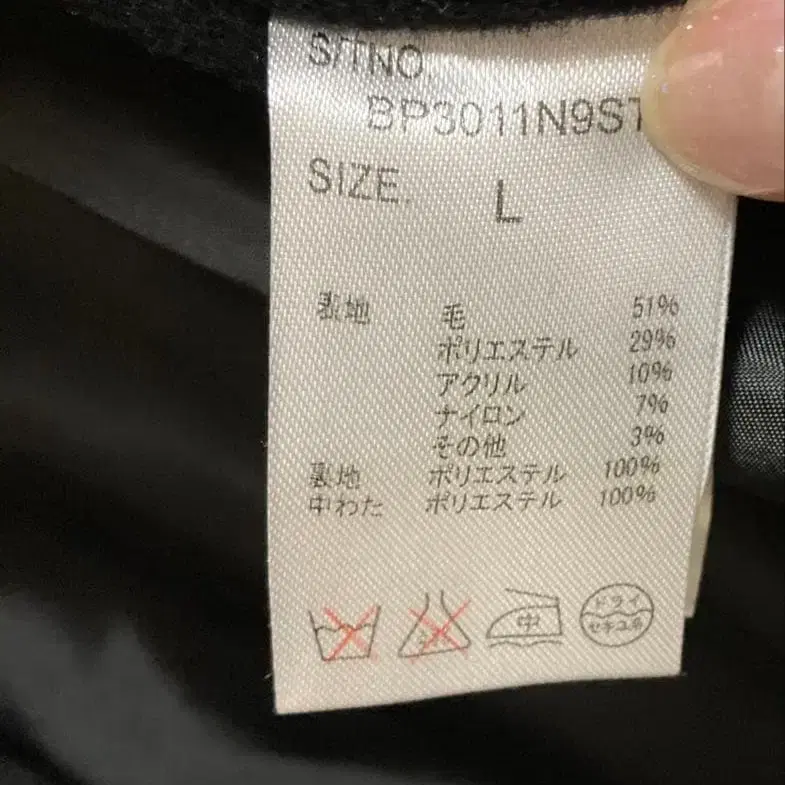 S/TNO.
BP3011N9ST
SIZE. L
表地 毛 51%
ポリエステル 29%
アクリル 10%
ナイロン 7%
その他 3%
裏地 ポリエステル 100%
中わた ポリエステル 100%
中
ドライ
セキユ系